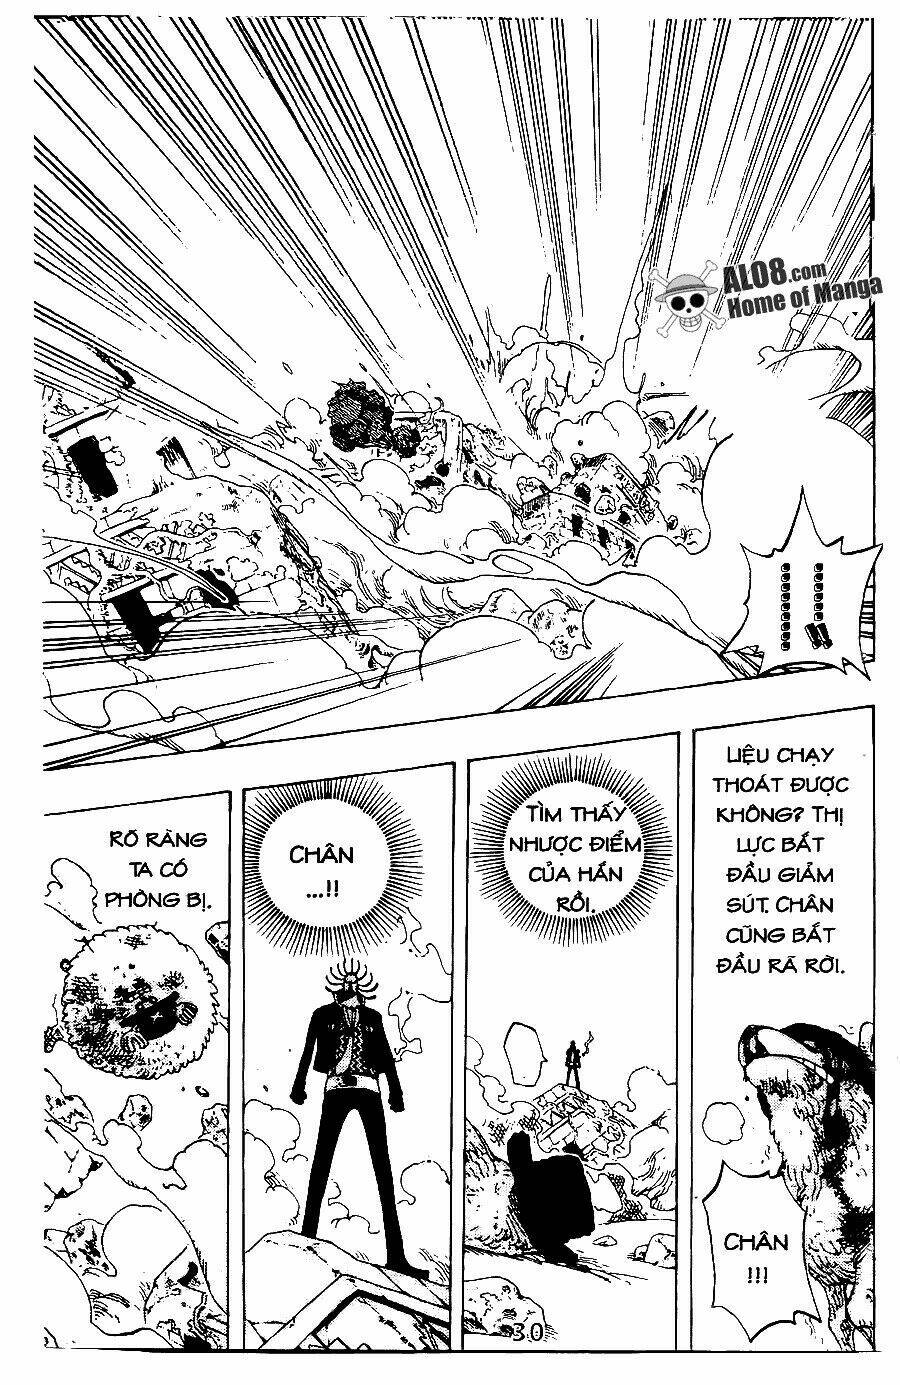 ALO8.com
Home of Manga
!!
LIỆU CHẠY
THOÁT ĐƯỢC
KHÔNG? THỊ
LỰC BẮT
ĐẦU GIẢM
SÚT. CHÂN
CŨNG BẮT
ĐẦU RÃ RỜI.
CHÂN
!!!
TÌM THẤY
NHƯỢC ĐIỂM
CỦA HẮN
RỒI.
CHÂN
...!!
RÕ RÀNG
TA CÓ
PHÒNG BỊ.
30